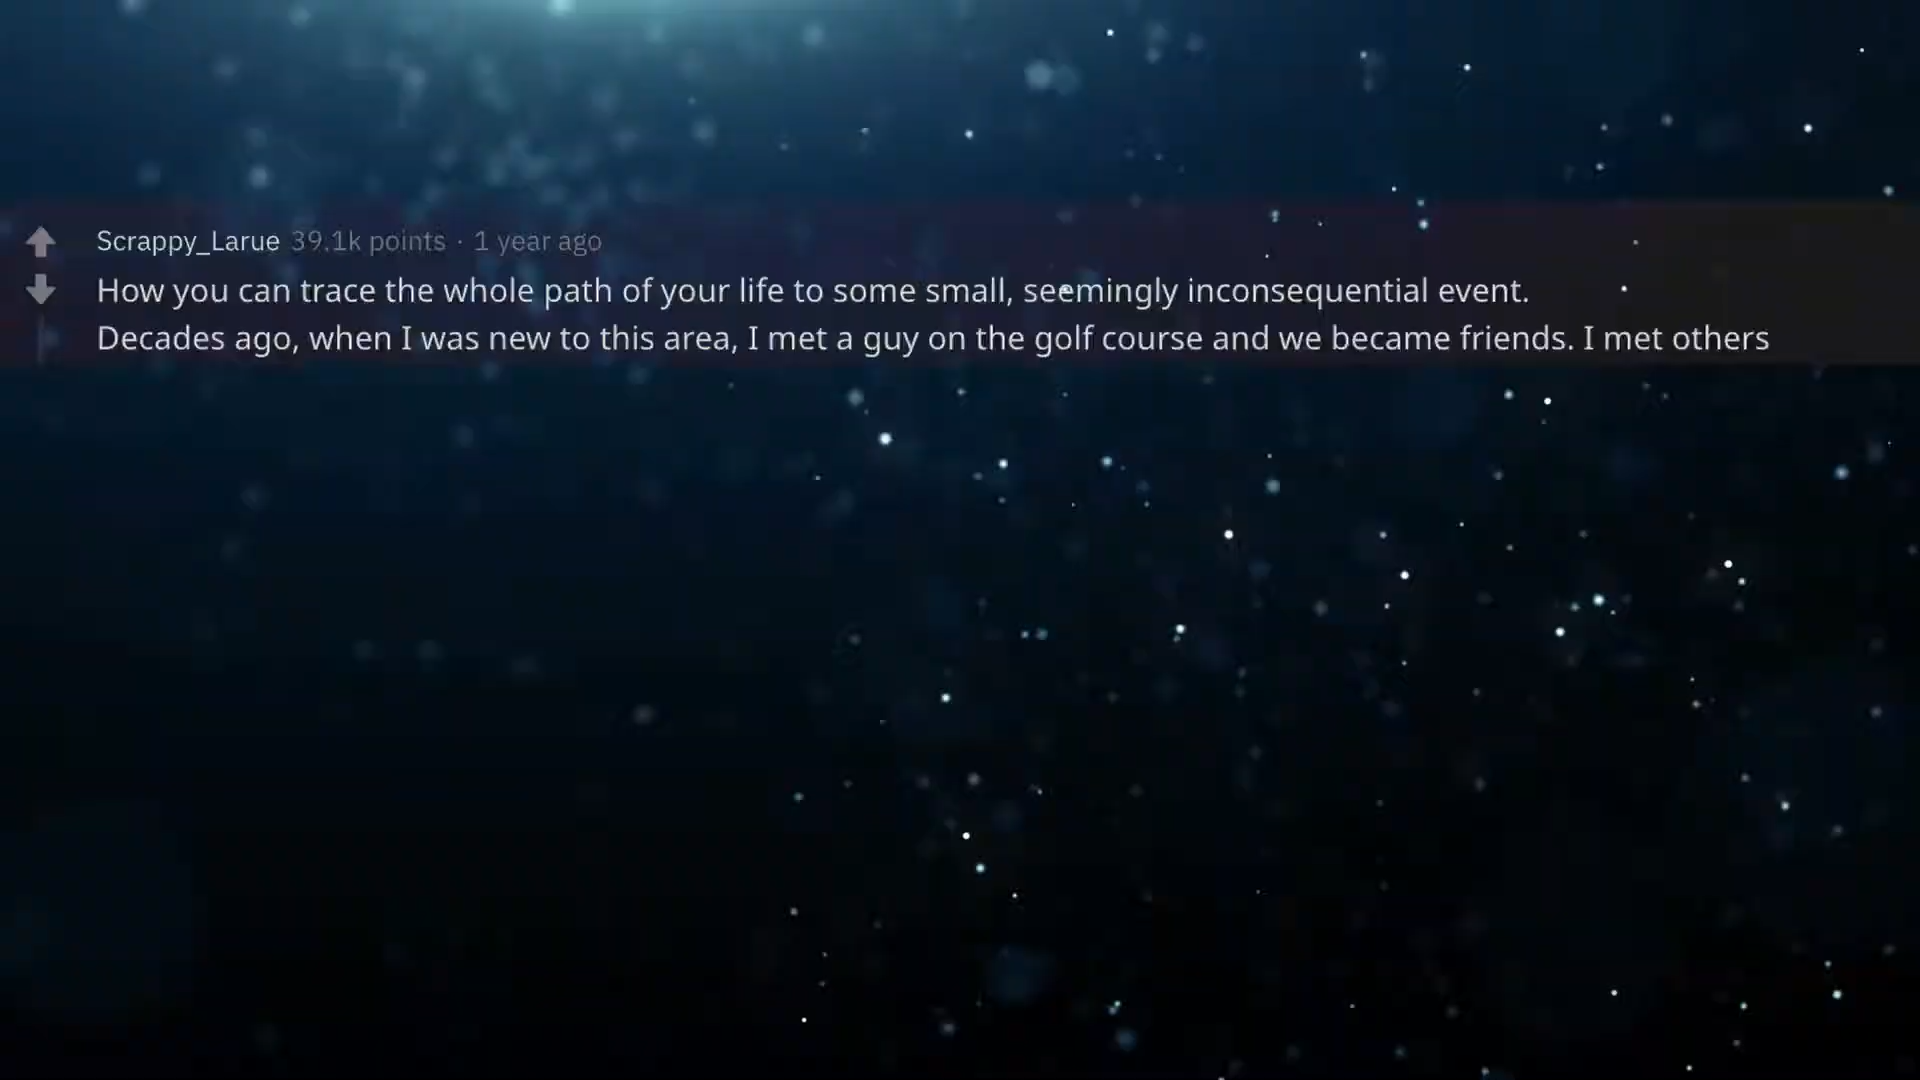 Scrappy_Larue 39.1k points · 1 year ago
How you can trace the whole path of your life to some small, seemingly inconsequential event.
Decades ago, when I was new to this area, I met a guy on the golf course and we became friends. I met others